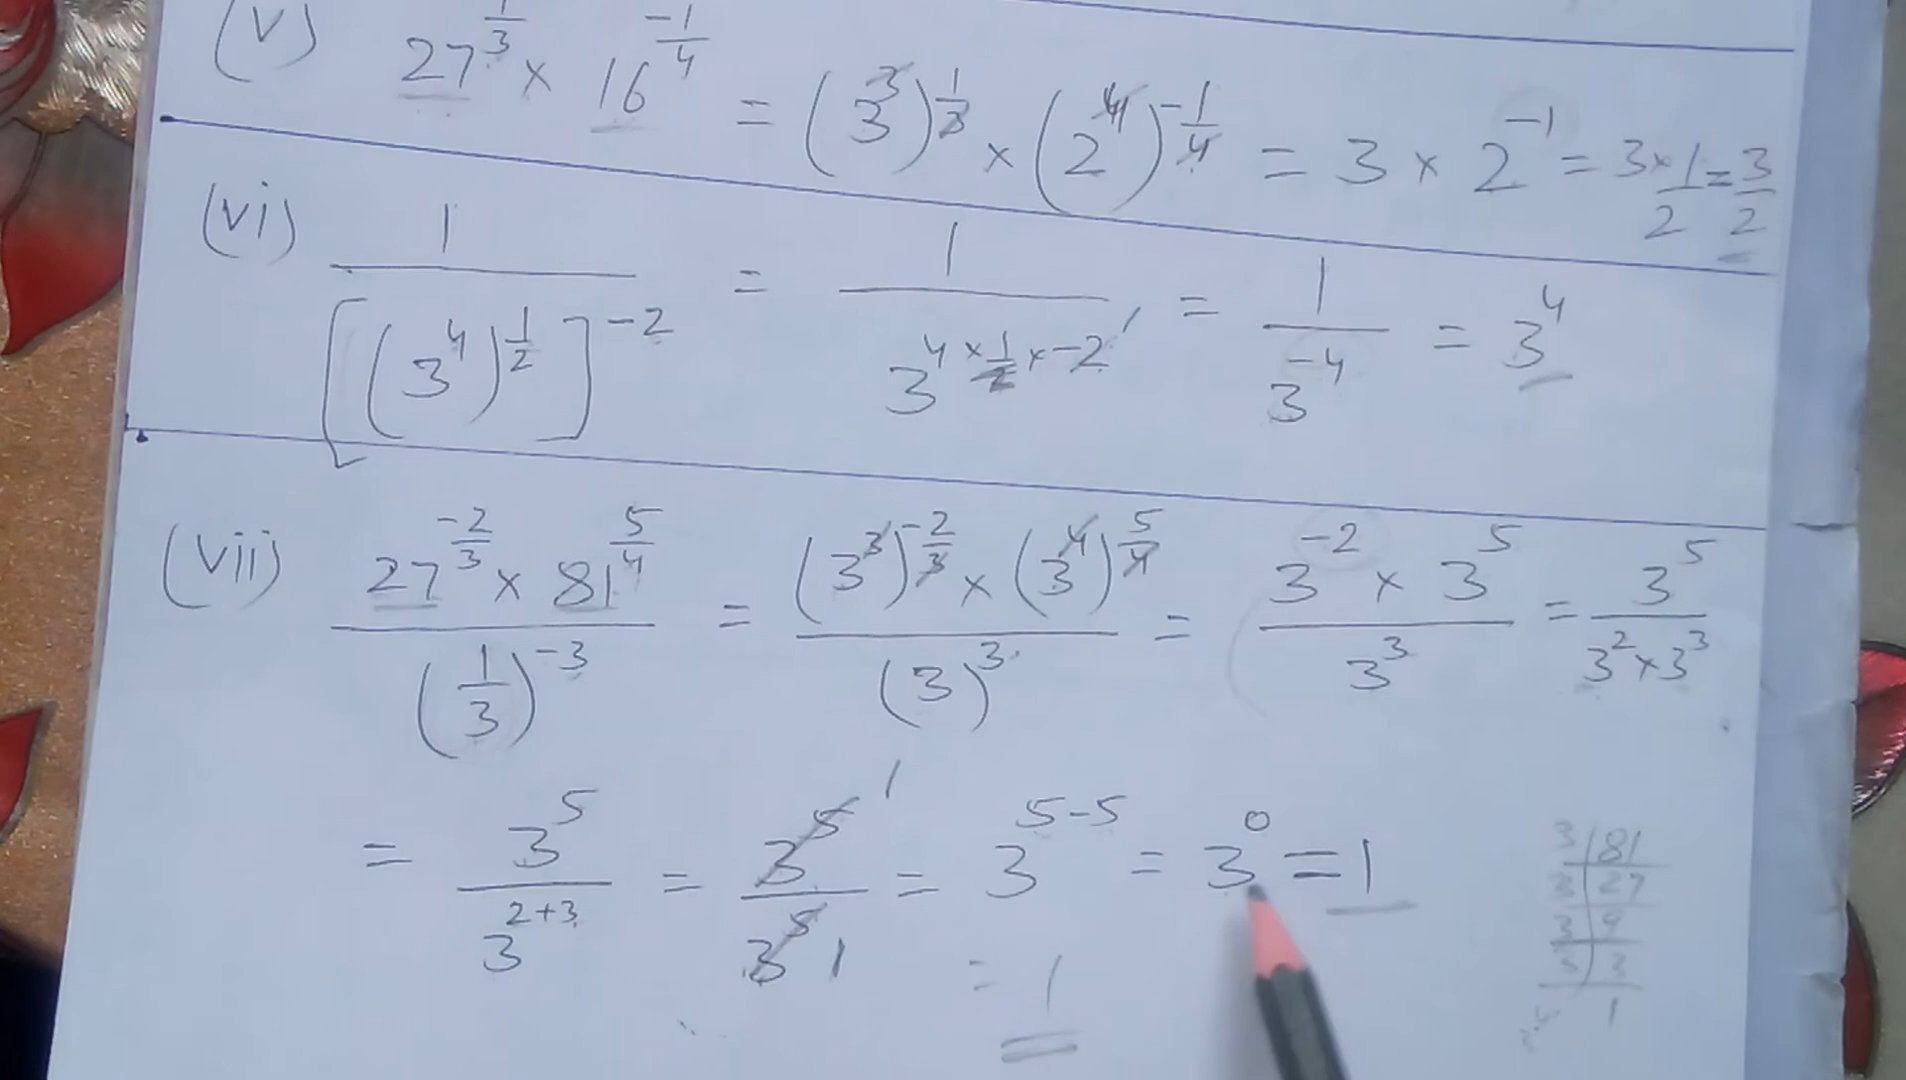 (v) 27^(1/3) × 16^(-1/4) = (3^3)^(1/3) × (2^4)^(-1/4) = 3 × 2^-1 = 3 × 1/2 = 3/2
(vi) 1/[(3^4)^(1/2)]^-2 = 1/3^(4 × 1/2 × -2) = 1/3^-4 = 3^4
(vii) (27^(-2/3) × 81^(5/4))/(1/3)^-3 = ((3^3)^(-2/3) × (3^4)^(5/4))/(3)^3 = (3^-2 × 3^5)/3^3 = 3^5/(3^2 × 3^3)
= 3^5/3^(2+3) = 3^5/3^5 = 3^(5-5) = 3^0 = 1
1
1
= 1
3 | 81
3 | 27
3 | 9
3 | 3
1